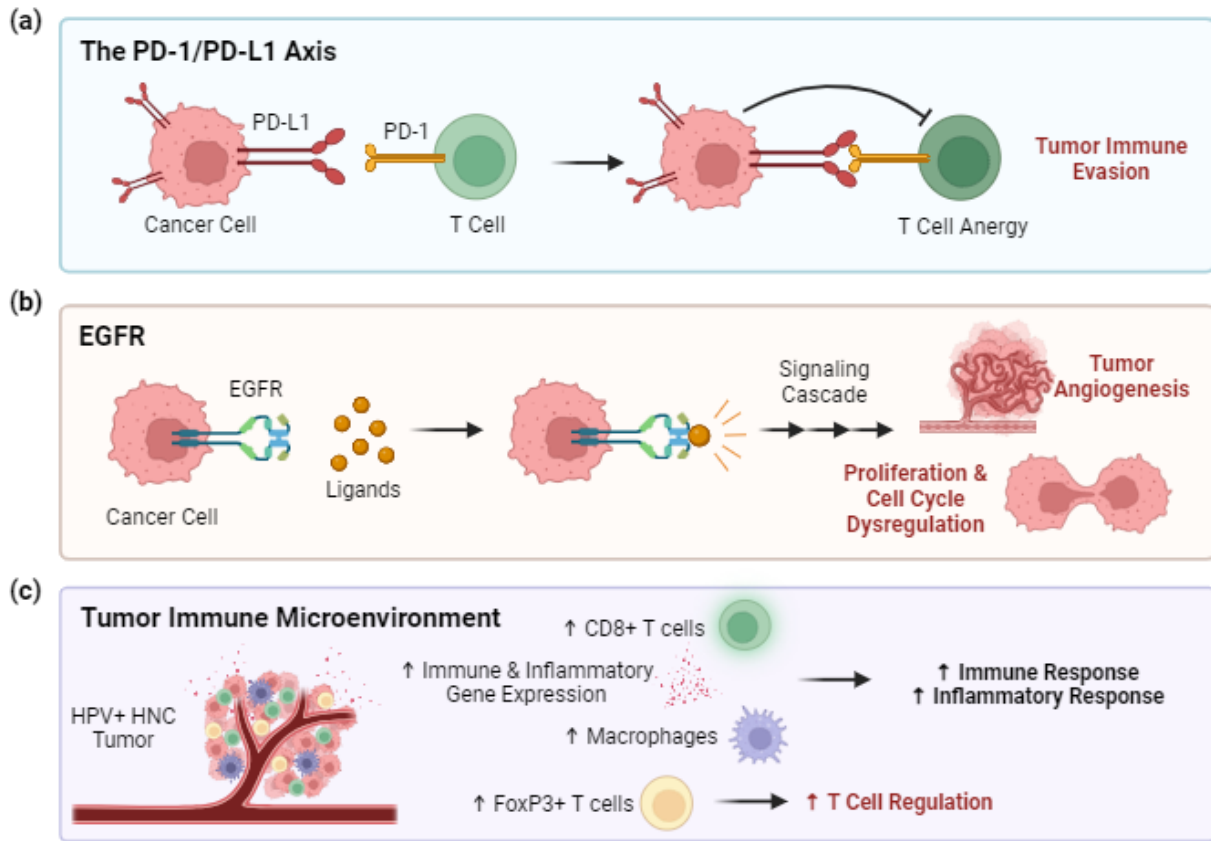 (a)
The PD-1/PD-L1 Axis
PD-L1
PD-1
Cancer Cell
T Cell
T Cell Anergy
Tumor Immune
Evasion
(b)
EGFR
EGFR
Ligands
Cancer Cell
Signaling
Cascade
Tumor
Angiogenesis
Proliferation &
Cell Cycle
Dysregulation
(c)
Tumor Immune Microenvironment
HPV+ HNC
Tumor
↑ CD8+ T cells
↑ Immune & Inflammatory
Gene Expression
↑ Macrophages
↑ Immune Response
↑ Inflammatory Response
↑ FoxP3+ T cells
↑ T Cell Regulation